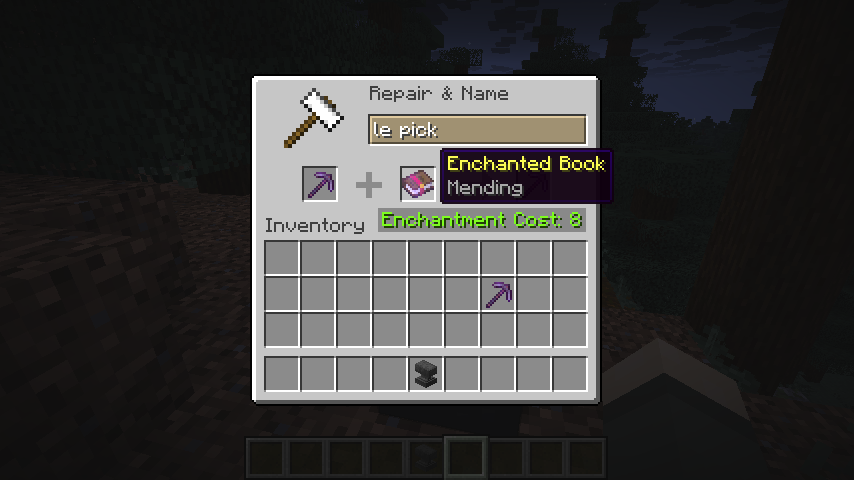 Repair & Name
le pick
Enchanted Book
Mending
Enchantment Cost: 8
Inventory